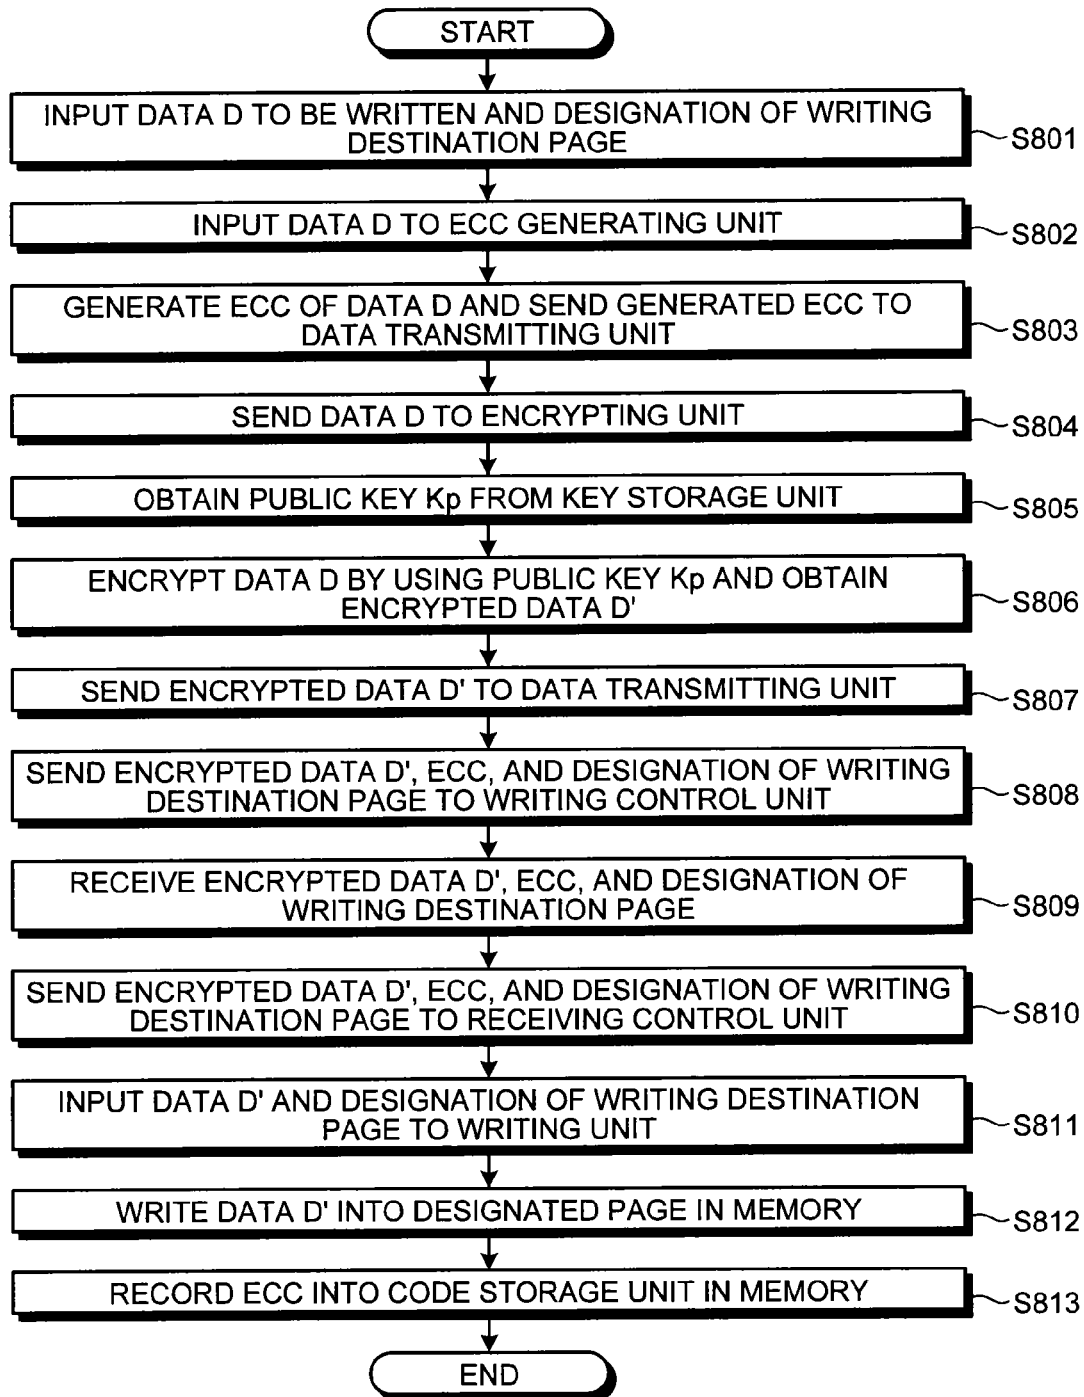 START
INPUT DATA D TO BE WRITTEN AND DESIGNATION OF WRITING
DESTINATION PAGE
S801
INPUT DATA D TO ECC GENERATING UNIT
S802
GENERATE ECC OF DATA D AND SEND GENERATED ECC TO
DATA TRANSMITTING UNIT
S803
SEND DATA D TO ENCRYPTING UNIT
S804
OBTAIN PUBLIC KEY Kp FROM KEY STORAGE UNIT
S805
ENCRYPT DATA D BY USING PUBLIC KEY Kp AND OBTAIN
ENCRYPTED DATA D'
S806
SEND ENCRYPTED DATA D' TO DATA TRANSMITTING UNIT
S807
SEND ENCRYPTED DATA D', ECC, AND DESIGNATION OF WRITING
DESTINATION PAGE TO WRITING CONTROL UNIT
S808
RECEIVE ENCRYPTED DATA D', ECC, AND DESIGNATION OF
WRITING DESTINATION PAGE
S809
SEND ENCRYPTED DATA D', ECC, AND DESIGNATION OF WRITING
DESTINATION PAGE TO RECEIVING CONTROL UNIT
S810
INPUT DATA D' AND DESIGNATION OF WRITING DESTINATION
PAGE TO WRITING UNIT
S811
WRITE DATA D' INTO DESIGNATED PAGE IN MEMORY
S812
RECORD ECC INTO CODE STORAGE UNIT IN MEMORY
S813
END